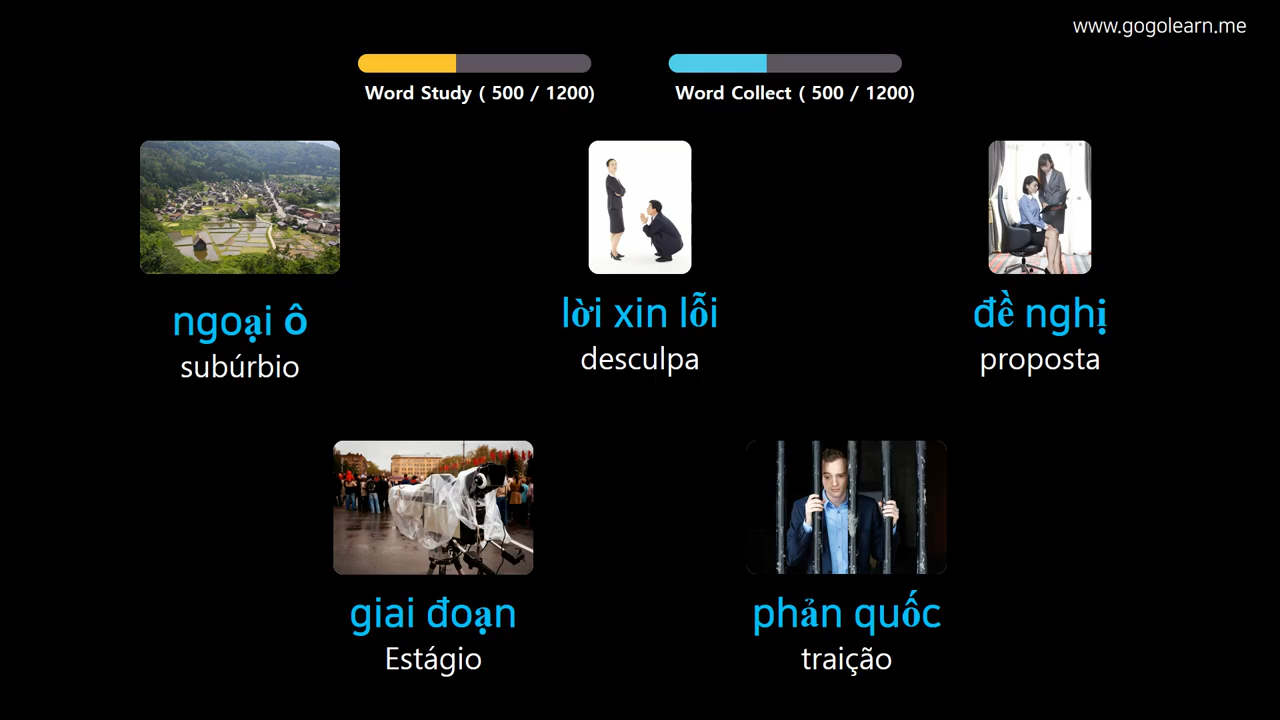 www.gogolearn.me
Word Study ( 500 / 1200)
Word Collect ( 500 / 1200)
ngoại ô
subúrbio
lời xin lỗi
desculpa
đề nghị
proposta
giai đoạn
Estágio
phản quốc
traição